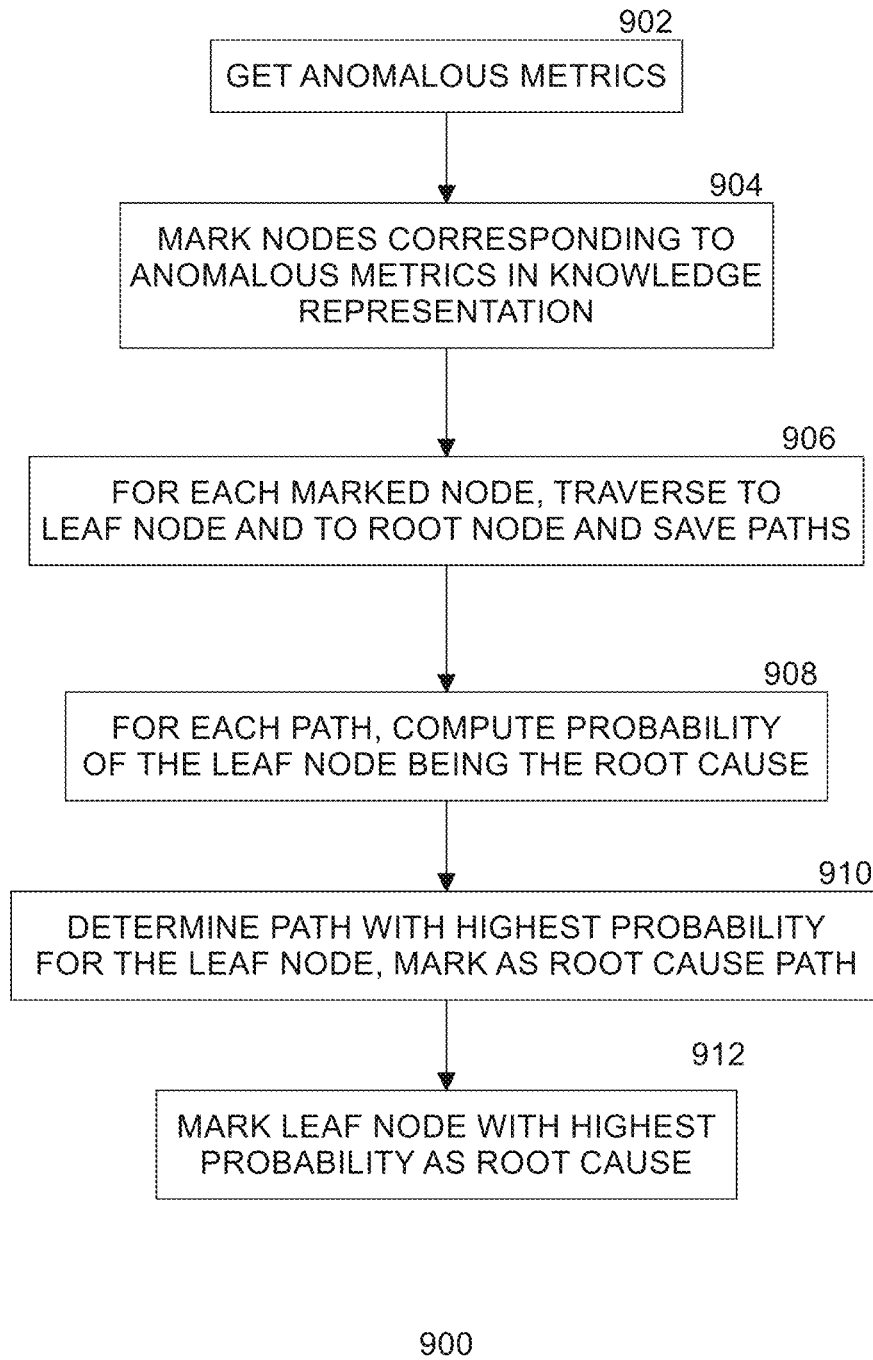 902
GET ANOMALOUS METRICS
904
MARK NODES CORRESPONDING TO
ANOMALOUS METRICS IN KNOWLEDGE
REPRESENTATION
906
FOR EACH MARKED NODE, TRAVERSE TO
LEAF NODE AND TO ROOT NODE AND SAVE PATHS
908
FOR EACH PATH, COMPUTE PROBABILITY
OF THE LEAF NODE BEING THE ROOT CAUSE
910
DETERMINE PATH WITH HIGHEST PROBABILITY
FOR THE LEAF NODE, MARK AS ROOT CAUSE PATH
912
MARK LEAF NODE WITH HIGHEST
PROBABILITY AS ROOT CAUSE
900